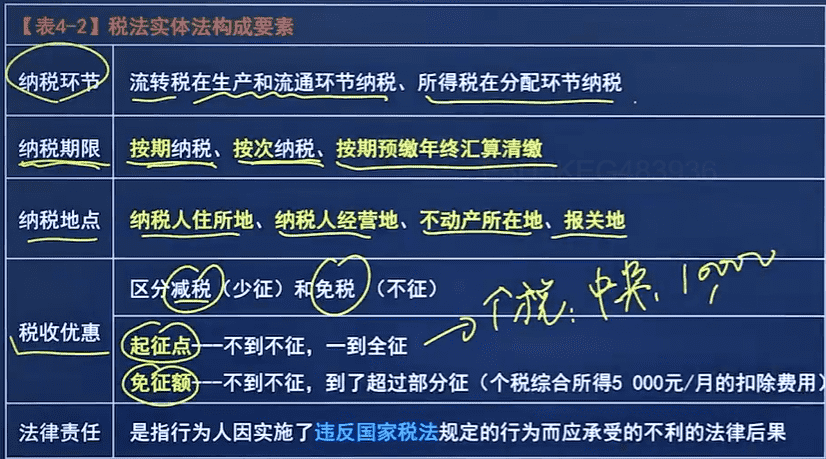 【表4-2】税法实体法构成要素
纳税环节 流转税在生产和流通环节纳税、所得税在分配环节纳税
纳税期限 按期纳税、按次纳税、按期预缴年终汇算清缴
纳税地点 纳税人住所地、纳税人经营地、不动产所在地、报关地
税收优惠
区分减税（少征）和免税（不征）
个税：中奖，10000
起征点---不到不征，一到全征
免征额---不到不征，到了超过部分征（个税综合所得5 000元/月的扣除费用）
法律责任 是指行为人因实施了违反国家税法规定的行为而应承受的不利的法律后果